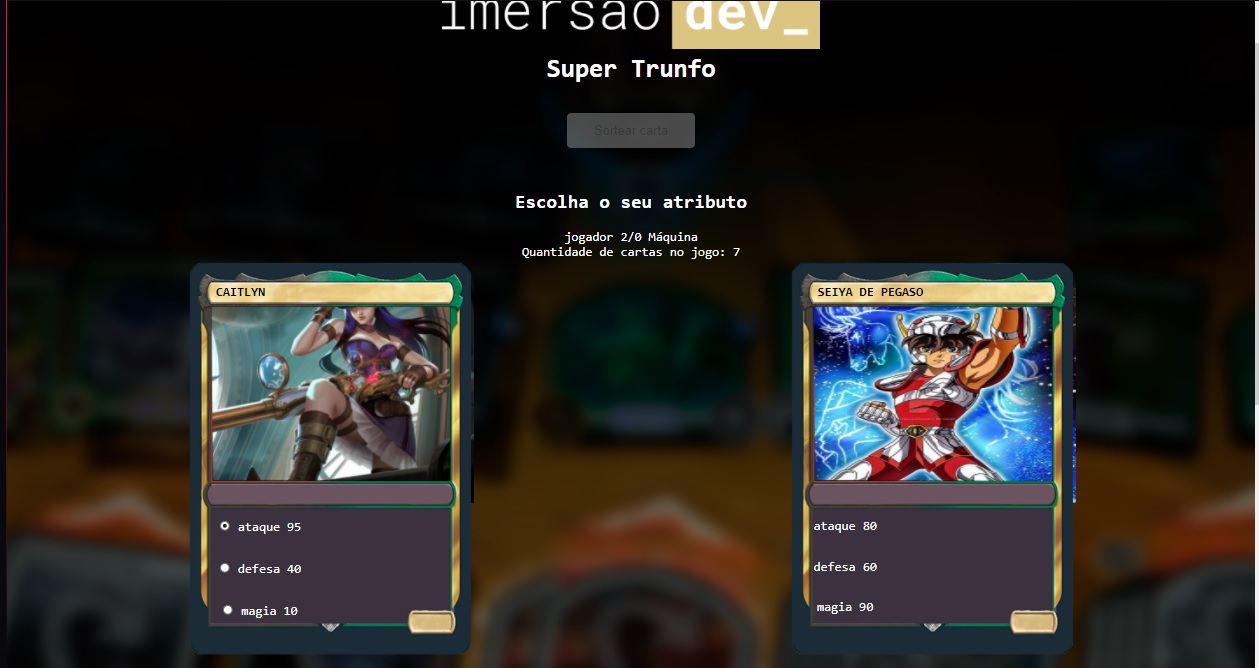 imersão dev_
Super Trunfo
Sortear carta
Escolha o seu atributo
jogador 2/0 Máquina
Quantidade de cartas no jogo: 7
CAITLYN
ataque 95
defesa 40
magia 10
SEIYA DE PEGASO
ataque 80
defesa 60
magia 90